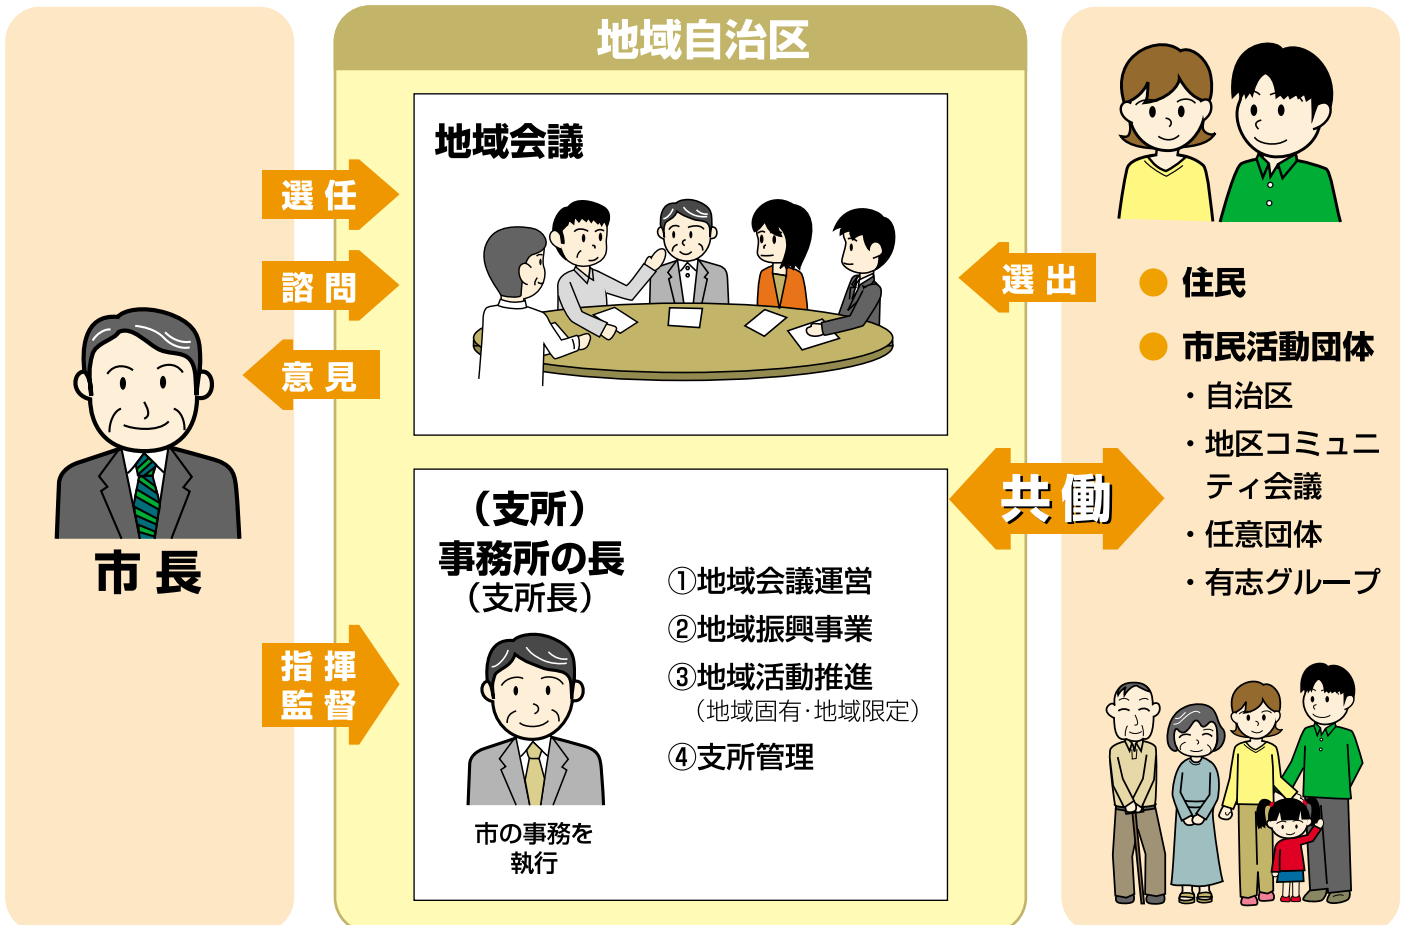 地域自治区
地域会議
選任
諮問
意見
市長
指揮
監督
（支所）
事務所の長
（支所長）
市の事務を
執行
①地域会議運営
②地域振興事業
③地域活動推進
（地域固有・地域限定）
④支所管理
選出
共働
● 住民
● 市民活動団体
・自治区
・地区コミュニ
ティ会議
・任意団体
・有志グループ